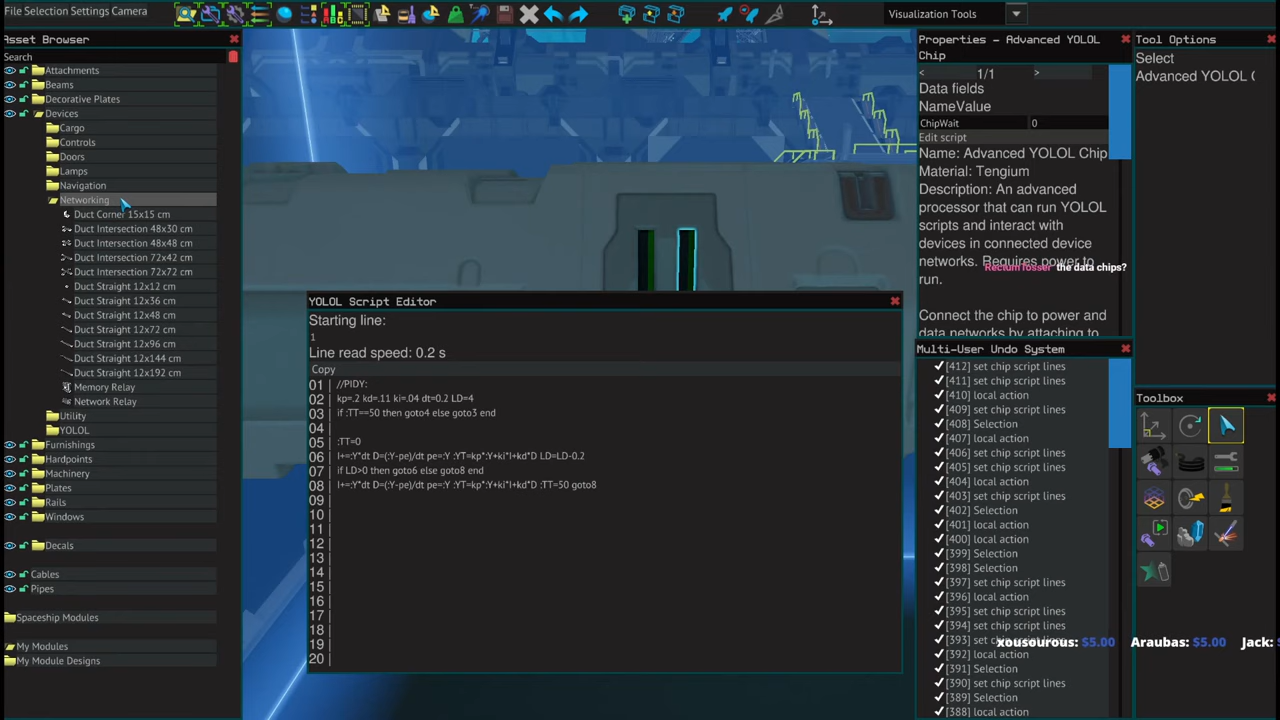 File Selection Settings Camera
Visualization Tools
Asset Browser
Search
Attachments
Beams
Decorative Plates
Devices
Cargo
Controls
Doors
Lamps
Navigation
Networking
Duct Corner 15x15 cm
Duct Intersection 48x30 cm
Duct Intersection 48x48 cm
Duct Intersection 72x42 cm
Duct Intersection 72x72 cm
Duct Straight 12x12 cm
Duct Straight 12x36 cm
Duct Straight 12x48 cm
Duct Straight 12x72 cm
Duct Straight 12x96 cm
Duct Straight 12x144 cm
Duct Straight 12x192 cm
Memory Relay
Network Relay
Utility
YOLOL
Furnishings
Hardpoints
Machinery
Plates
Rails
Windows
Decals
Cables
Pipes
Spaceship Modules
My Modules
My Module Designs
YOLOL Script Editor
Starting line:
1
Line read speed: 0.2 s
Copy
01 //PIDY:
02 kp=.2 kd=.11 ki=.04 dt=0.2 LD=4
03 if :TT==50 then goto4 else goto3 end
04
05 :TT=0
06 I+=:Y*dt D=(:Y-pe)/dt pe=:Y :YT=kp*:Y+ki*I+kd*D LD=LD-0.2
07 if LD>0 then goto6 else goto8 end
08 I+=:Y*dt D=(:Y-pe)/dt pe=:Y :YT=kp*:Y+ki*I+kd*D :TT=50 goto8
09
10
11
12
13
14
15
16
17
18
19
20
Properties - Advanced YOLOL
Chip
< 1/1 >
Data fields
NameValue
ChipWait 0
Edit script
Name: Advanced YOLOL Chip
Material: Tengium
Description: An advanced
processor that can run YOLOL
scripts and interact with
devices in connected device
networks. Requires power to
run.
Rectum fosser the data chips?
Connect the chip to power and
data networks by attaching to
Multi-User Undo System
[412] set chip script lines
[411] set chip script lines
[410] local action
[409] set chip script lines
[408] Selection
[407] local action
[406] set chip script lines
[405] set chip script lines
[404] local action
[403] set chip script lines
[402] Selection
[401] local action
[400] local action
[399] Selection
[398] Selection
[397] set chip script lines
[396] local action
[395] set chip script lines
[394] set chip script lines
[393] set chip script lines
[392] local action
[391] Selection
[390] set chip script lines
[389] Selection
[388] local action
Tool Options
Select
Advanced YOLOL
Toolbox
xousourous: $5.00 Araubas: $5.00 Jack: